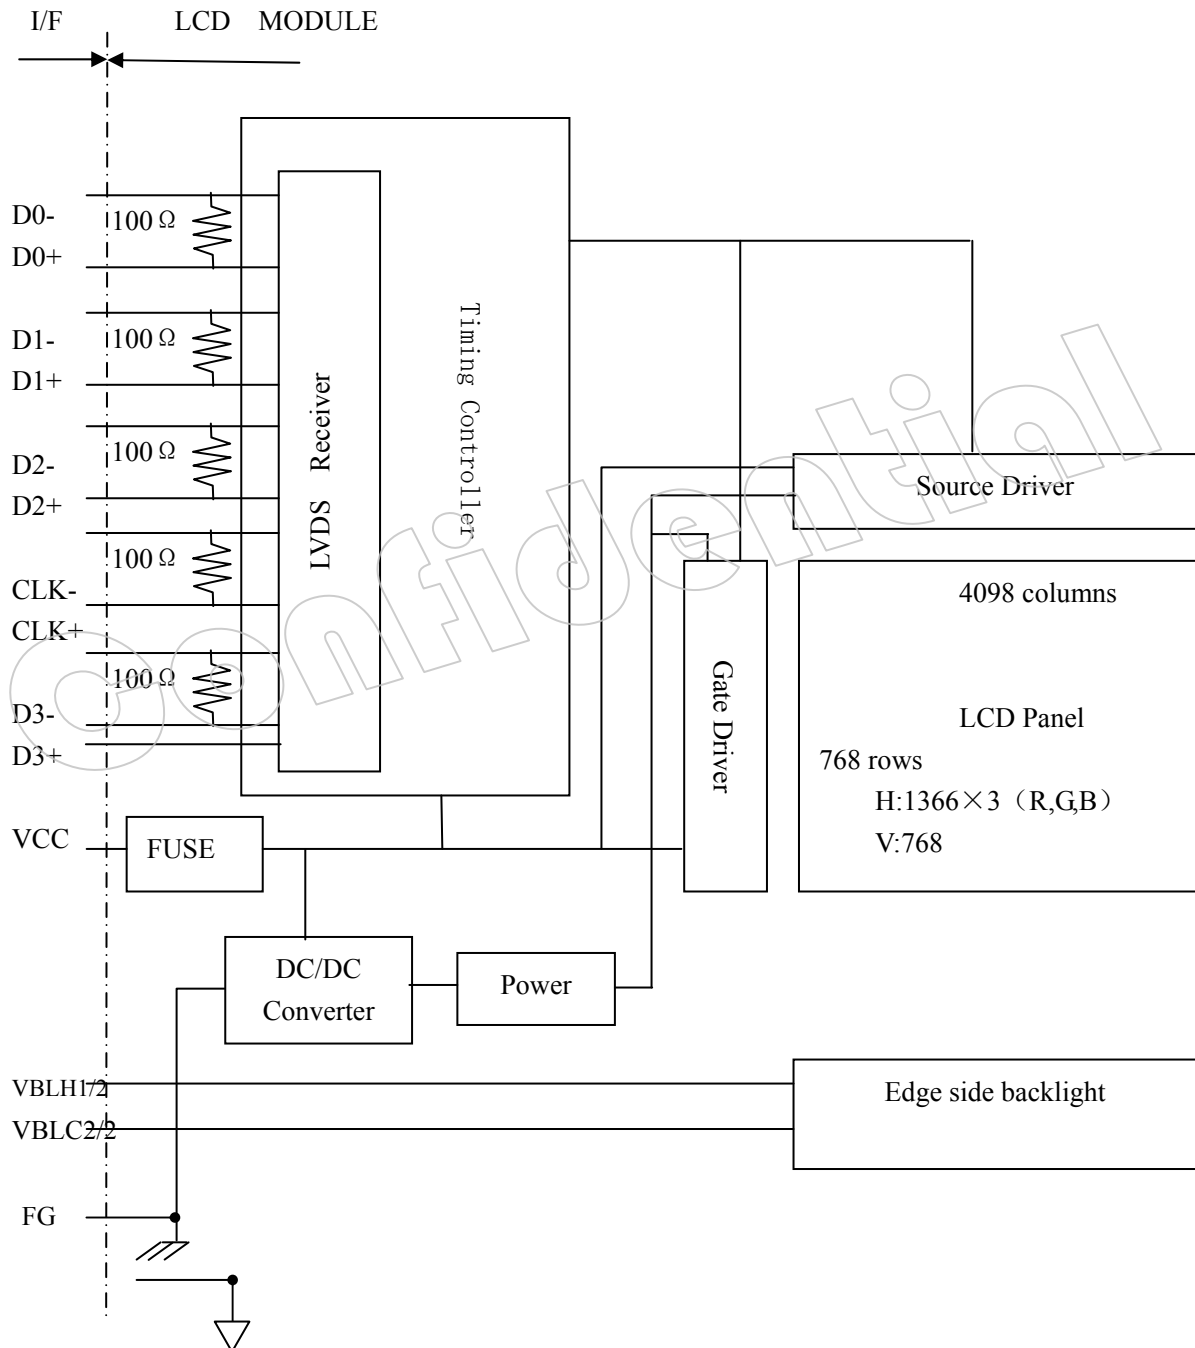 I/F LCD MODULE
D0-
100Ω
D0+
D1-
100Ω
D1+
D2-
100Ω
D2+
CLK-
100Ω
CLK+
D3-
100Ω
D3+
LVDS Receiver
Timing Controller
Source Driver
4098 columns
LCD Panel
768 rows
H:1366×3（R,G,B）
V:768
Gate Driver
VCC
FUSE
DC/DC
Converter
Power
VBLH1/2
VBLC2/2
Edge side backlight
FG
Confidential